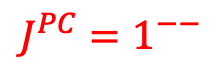 $J^{PC} = 1^{--}$